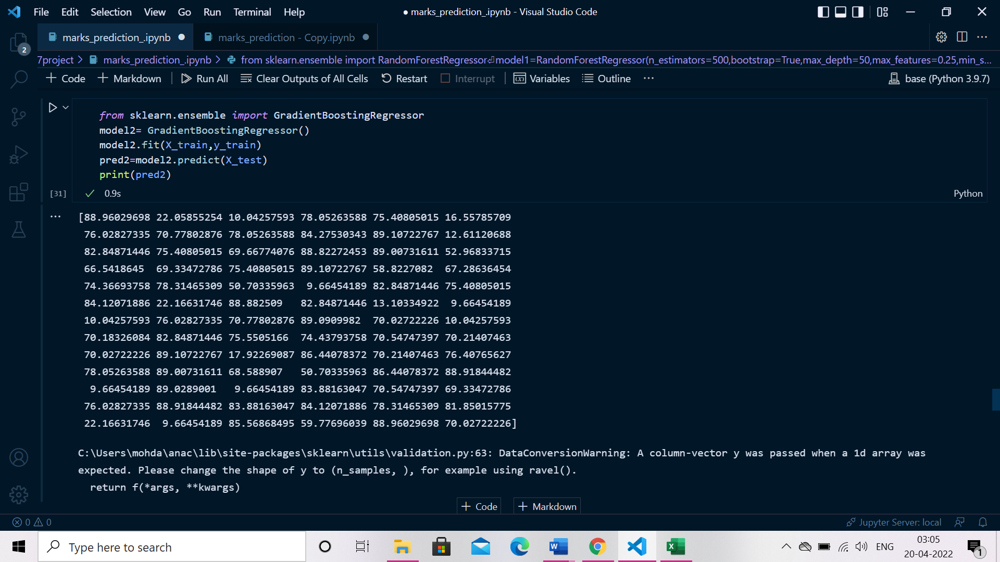 File Edit Selection View Go Run Terminal Help ● marks_prediction_.ipynb - Visual Studio Code
marks_prediction_.ipynb ● marks_prediction - Copy.ipynb ●
2
7project > marks_prediction_.ipynb > from sklearn.ensemble import RandomForestRegressor⏎model1=RandomForestRegressor(n_estimators=500,bootstrap=True,max_depth=50,max_features=0.25,min_s...
+ Code + Markdown | Run All Clear Outputs of All Cells Restart Interrupt | Variables Outline ... base (Python 3.9.7)
from sklearn.ensemble import GradientBoostingRegressor
model2= GradientBoostingRegressor()
model2.fit(X_train,y_train)
pred2=model2.predict(X_test)
print(pred2)
[31] ✓ 0.9s Python
... [88.96029698 22.05855254 10.04257593 78.05263588 75.40805015 16.55785709
76.02827335 70.77802876 78.05263588 84.27530343 89.10722767 12.61120688
82.84871446 75.40805015 69.66774076 88.82272453 89.00731611 52.96833715
66.5418645 69.33472786 75.40805015 89.10722767 58.8227082 67.28636454
74.36693758 78.31465309 50.70335963 9.66454189 82.84871446 75.40805015
84.12071886 22.16631746 88.882509 82.84871446 13.10334922 9.66454189
10.04257593 76.02827335 70.77802876 89.0909982 70.02722226 10.04257593
70.18326084 82.84871446 75.5505166 74.43793758 70.54747397 70.21407463
70.02722226 89.10722767 17.92269087 86.44078372 70.21407463 76.40765627
78.05263588 89.00731611 68.588907 50.70335963 86.44078372 88.91844482
9.66454189 89.0289001 9.66454189 83.88163047 70.54747397 69.33472786
76.02827335 88.91844482 83.88163047 84.12071886 78.31465309 81.85015775
22.16631746 9.66454189 85.56868495 59.77696039 88.96029698 70.02722226]
C:\Users\mohda\anac\lib\site-packages\sklearn\utils\validation.py:63: DataConversionWarning: A column-vector y was passed when a 1d array was
expected. Please change the shape of y to (n_samples, ), for example using ravel().
return f(*args, **kwargs)
+ Code + Markdown
0 0 Jupyter Server: local
Type here to search ENG 03:05
20-04-2022 1